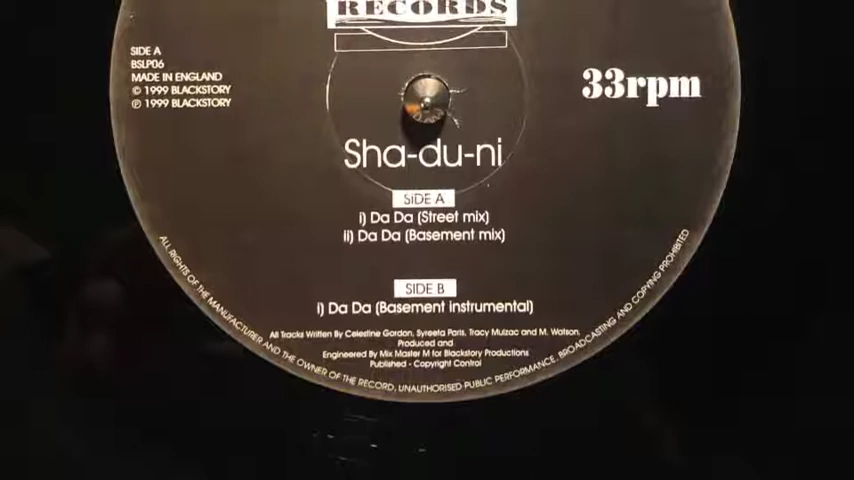 RECORDS
SIDE A
BSLP06
MADE IN ENGLAND
© 1999 BLACKSTORY
℗ 1999 BLACKSTORY
33rpm
Sha-du-ni
SIDE A
i) Da Da (Street mix)
ii) Da Da (Basement mix)
SIDE B
i) Da Da (Basement instrumental)
All Tracks Written By Celestine Gordon, Syreeta Paris, Tracy Mulzac and M. Watson.
Produced and
Engineered By Mix Master M for Blackstory Productions
Published - Copyright Control
ALL RIGHTS OF THE MANUFACTURER AND THE OWNER OF THE RECORD, UNAUTHORISED PUBLIC PERFORMANCE, BROADCASTING AND COPYING PROHIBITED